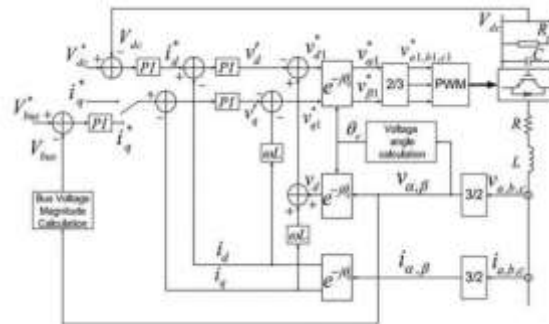 V_dc
R
V_dc
C
V*_dc
i*_d
v'_d
v*_d1
v*_α1
v*_a1,b1,c1
PI
PI
e^-jθ
2/3
PWM
i*_q
v*_β1
V*_bus
PI
i*_q
PI
v'_q
v*_q1
V_bus
θ_e
Voltage
angle
calculation
R
L
ωL
v_d
e^-jθ
v_α,β
3/2
v_a,b,c
Bus Voltage
Magnitude
Calculation
ωL
i_d
i_q
e^-jθ
i_α,β
3/2
i_a,b,c